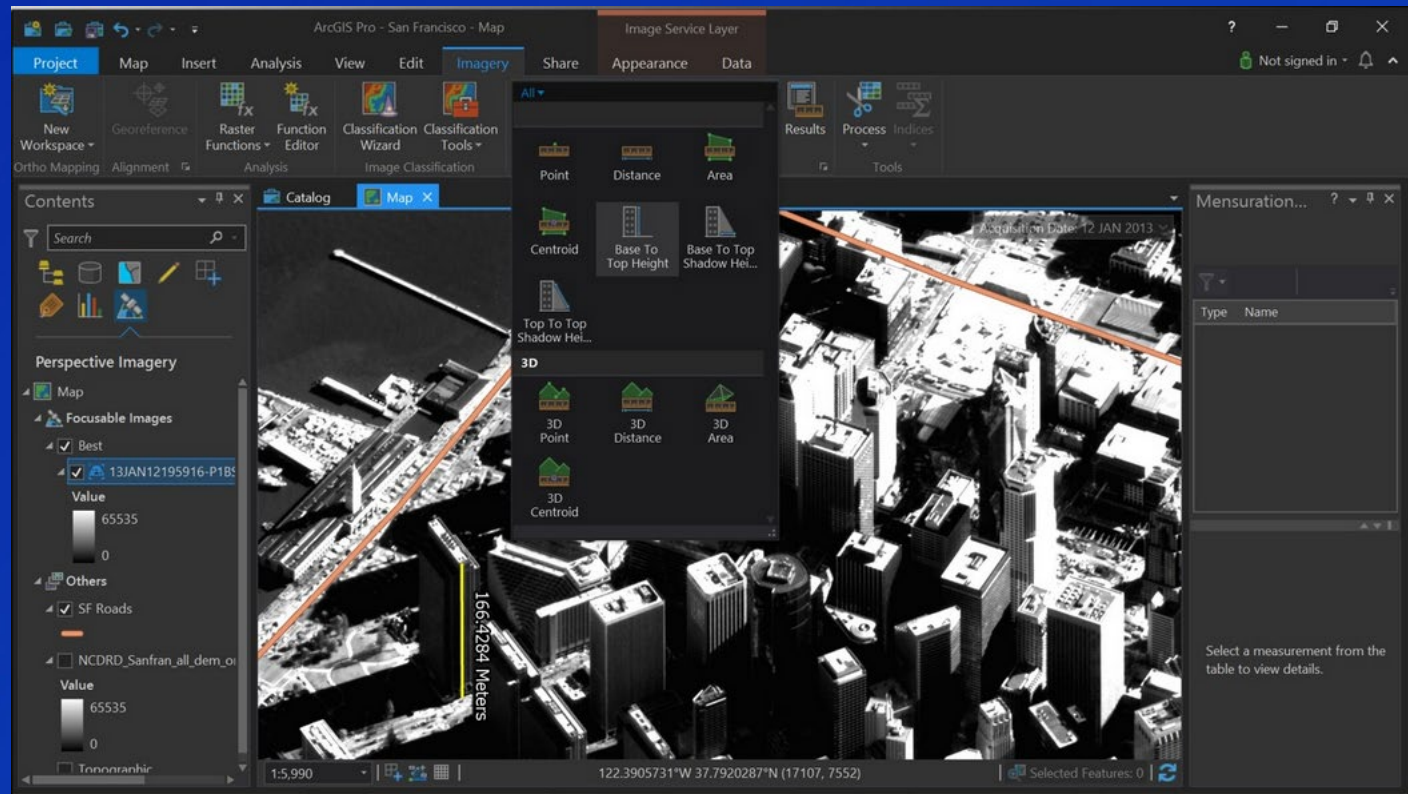 ArcGIS Pro - San Francisco - Map
Image Service Layer
?
Project Map Insert Analysis View Edit Imagery Share Appearance Data
Not signed in
New
Workspace
Georeference
Raster
Functions
Function
Editor
Classification
Wizard
Classification
Tools
Results
Process
Indices
Ortho Mapping
Alignment
Analysis
Image Classification
Tools
All
Point
Distance
Area
Centroid
Base To
Top Height
Base To Top
Shadow Hei...
Top To Top
Shadow Hei...
3D
3D
Point
3D
Distance
3D
Area
3D
Centroid
Contents
Search
Perspective Imagery
Map
Focusable Images
Best
13JAN12195916-P1BS
Value
65535
0
Others
SF Roads
NCDRD_Sanfran_all_dem_or
Value
65535
0
Topographic
Catalog
Map
Acquisition Date: 12 JAN 2013
166.4284 Meters
1:5,990
122.3905731°W 37.7920287°N (17107, 7552)
Selected Features: 0
Mensuration... ?
Type Name
Select a measurement from the
table to view details.